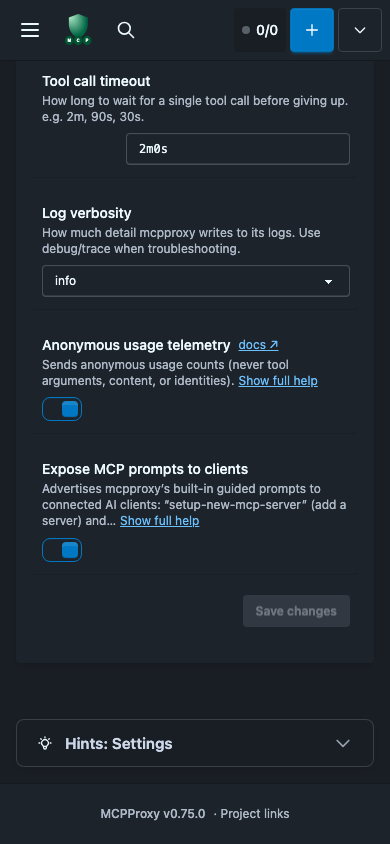 MCP
0/0
Tool call timeout
How long to wait for a single tool call before giving up.
e.g. 2m, 90s, 30s.
2m0s
Log verbosity
How much detail mcpproxy writes to its logs. Use
debug/trace when troubleshooting.
info
Anonymous usage telemetry docs ↗
Sends anonymous usage counts (never tool
arguments, content, or identities). Show full help
Expose MCP prompts to clients
Advertises mcpproxy's built-in guided prompts to
connected AI clients: "setup-new-mcp-server" (add a
server) and... Show full help
Save changes
Hints: Settings
MCPProxy v0.75.0 · Project links